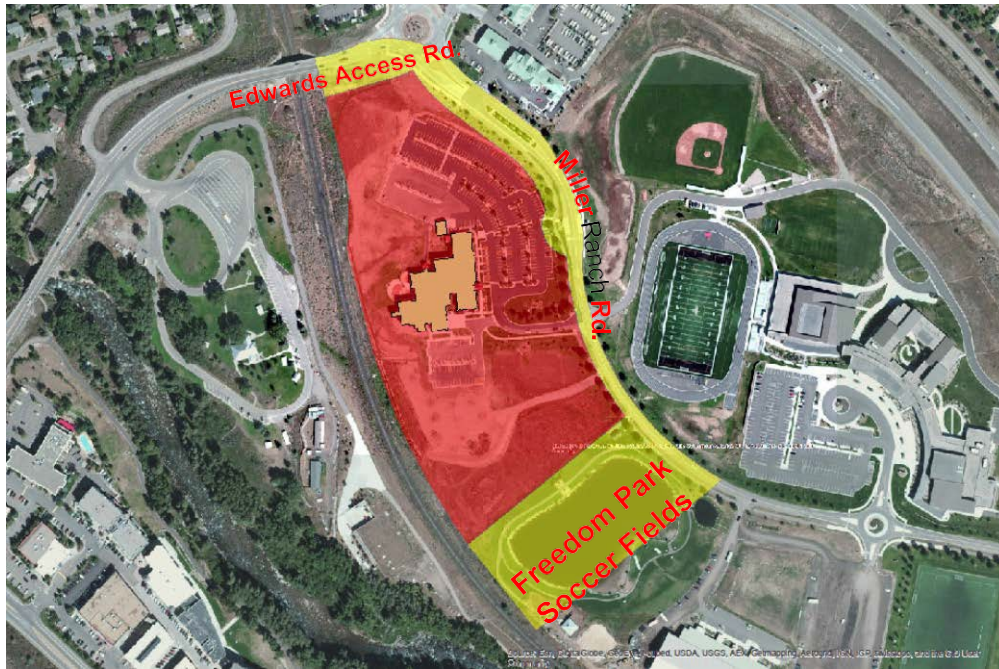 Edwards Access Rd.
Miller Ranch Rd.
Freedom Park
Soccer Fields